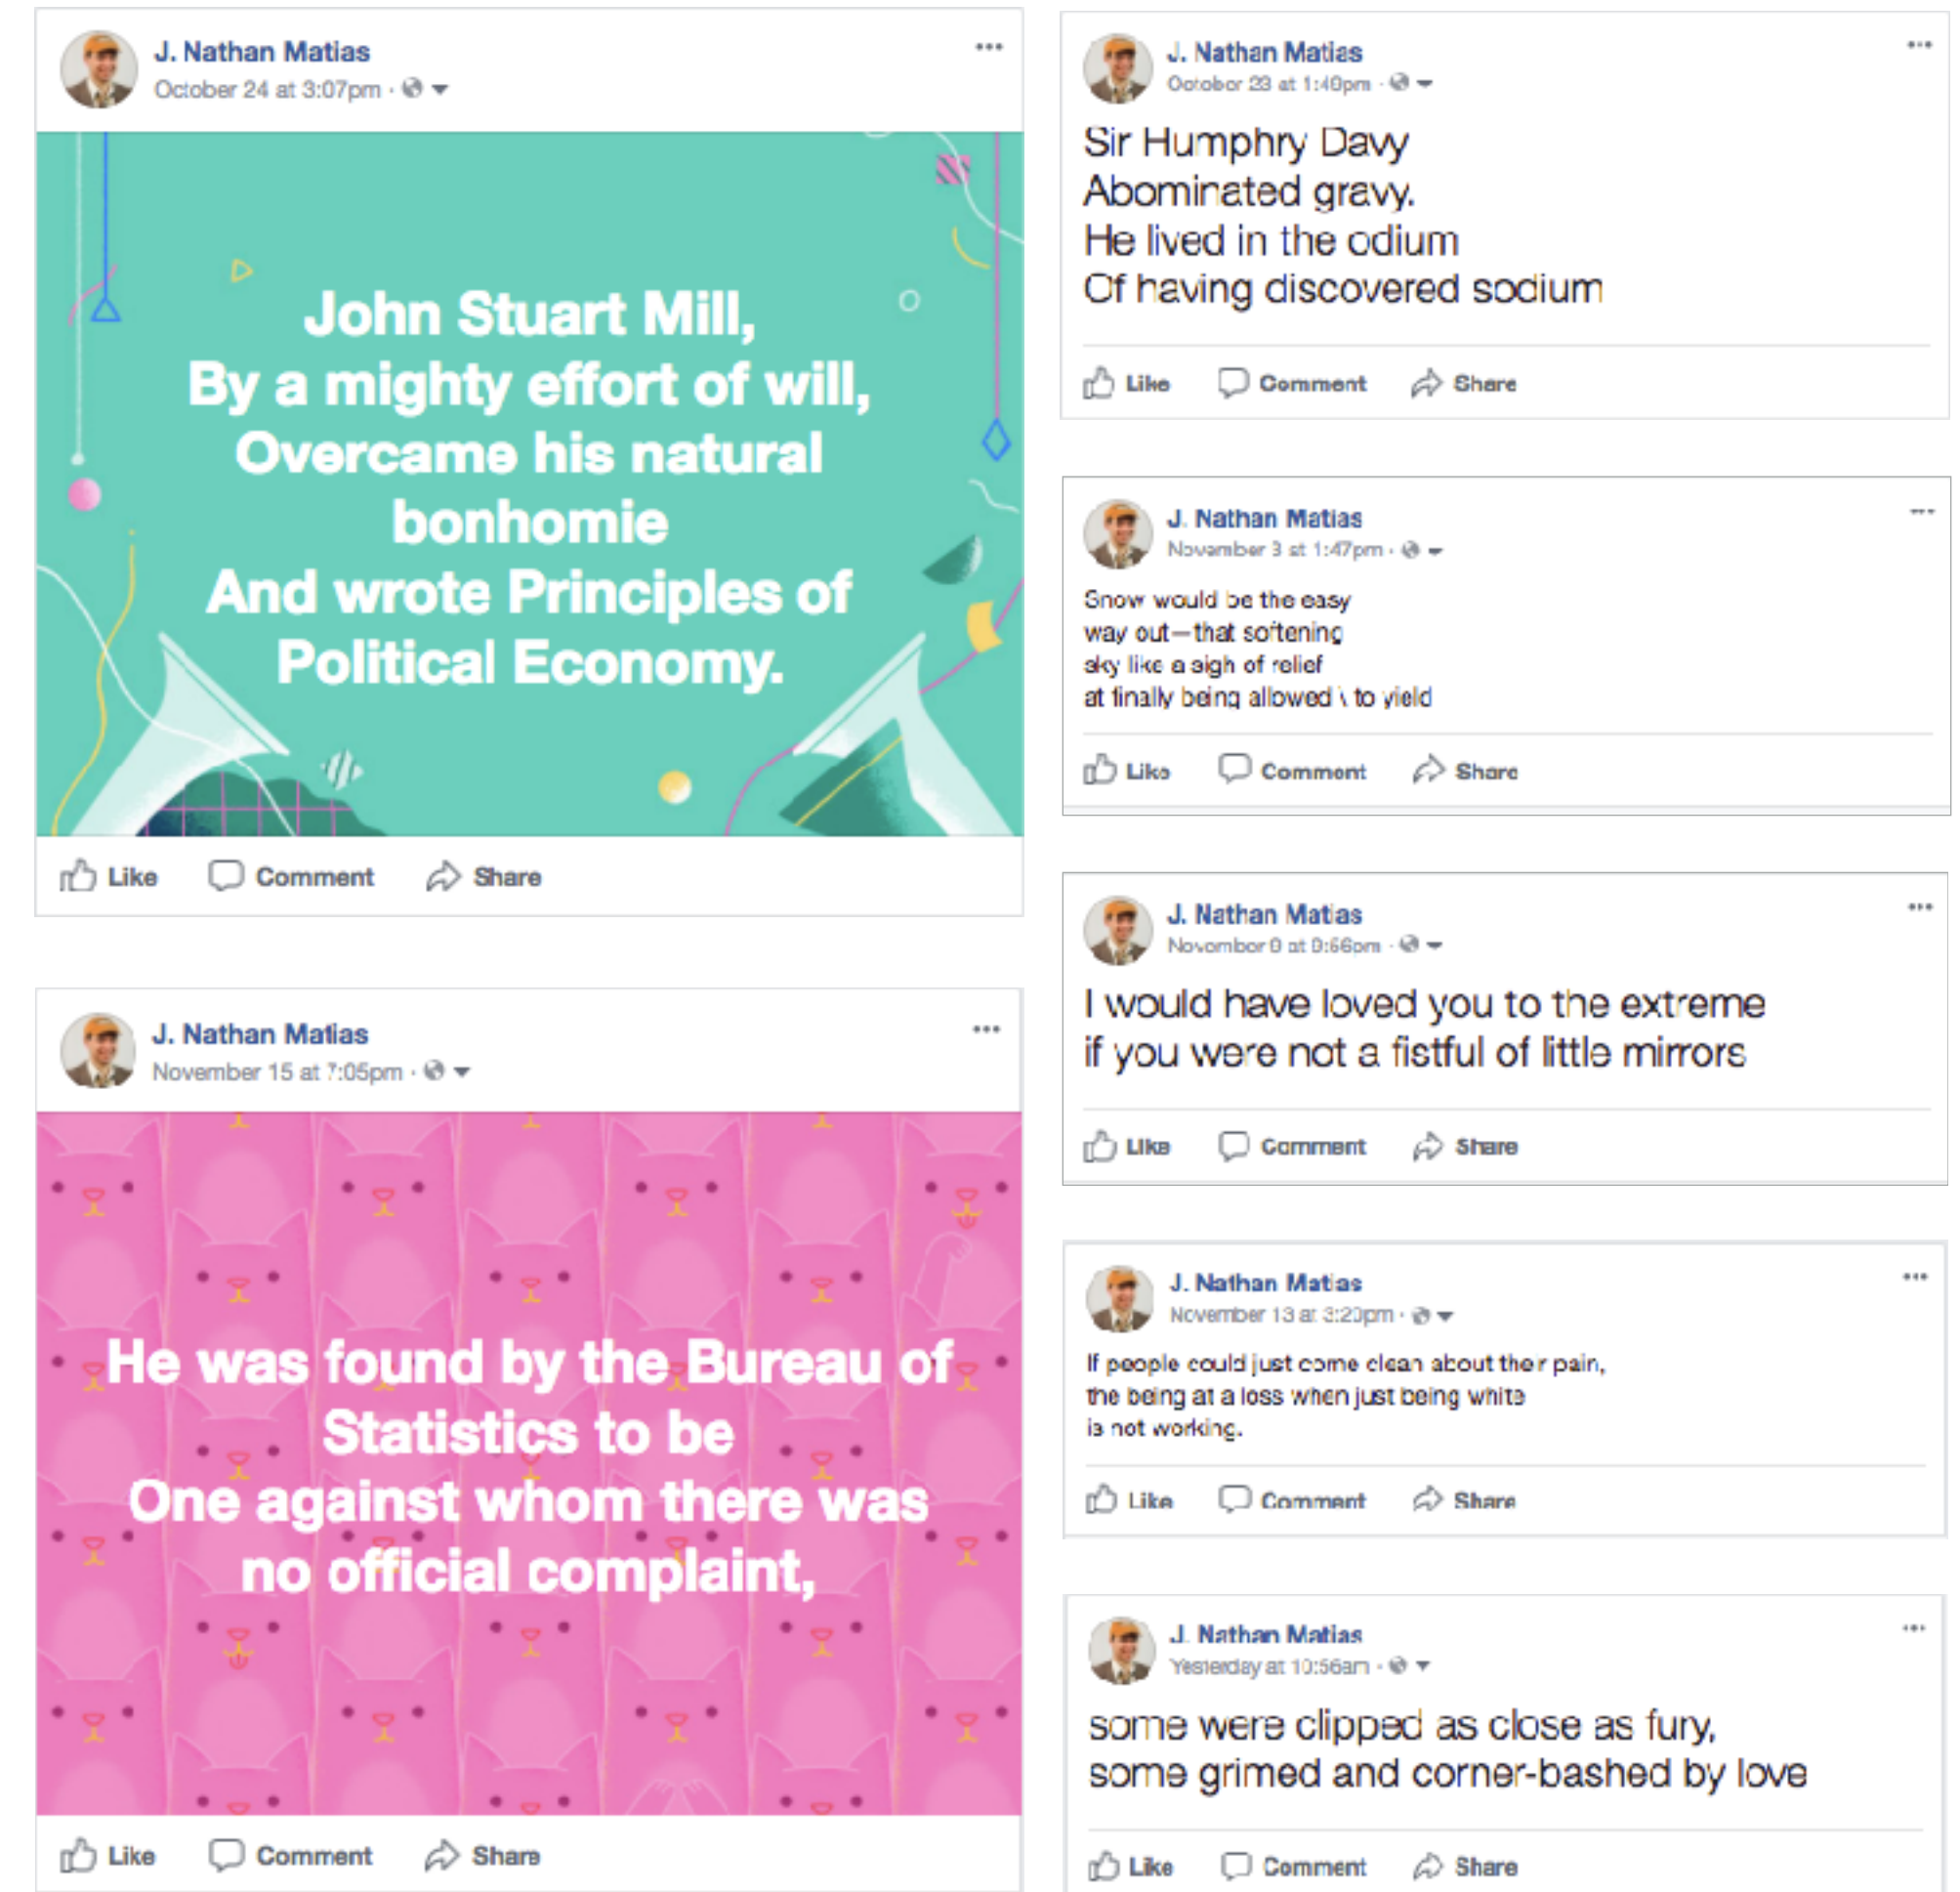 J. Nathan Matias
October 24 at 3:07pm
John Stuart Mill,
By a mighty effort of will,
Overcame his natural
bonhomie
And wrote Principles of
Political Economy.
Like Comment Share
J. Nathan Matias
November 15 at 7:05pm
He was found by the Bureau of
Statistics to be
One against whom there was
no official complaint,
Like Comment Share
J. Nathan Matias
October 23 at
Sir Humphry Davy
Abominated gravy.
He lived in the odium
Of having discovered sodium
Like Comment Share
J. Nathan Matias
November 3 at 1:47pm
Snow would be the easy
way out—that softening
sky like a sigh of relief
at finally being allowed \ to yield
Like Comment Share
J. Nathan Matias
November at
I would have loved you to the extreme
if you were not a fistful of little mirrors
Like Comment Share
J. Nathan Matias
November 13 at 3:20pm
If people could just come clean about their pain,
the being at a loss when just being white
is not working.
Like Comment Share
J. Nathan Matias
Yesterday at 10:56am
some were clipped as close as fury,
some grimed and corner-bashed by love
Like Comment Share